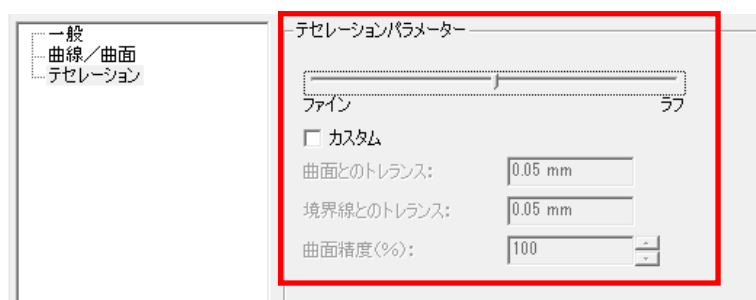 一般
曲線／曲面
テセレーション
テセレーションパラメーター
ファイン ラフ
カスタム
曲面とのトレランス: 0.05 mm
境界線とのトレランス: 0.05 mm
曲面精度(%): 100